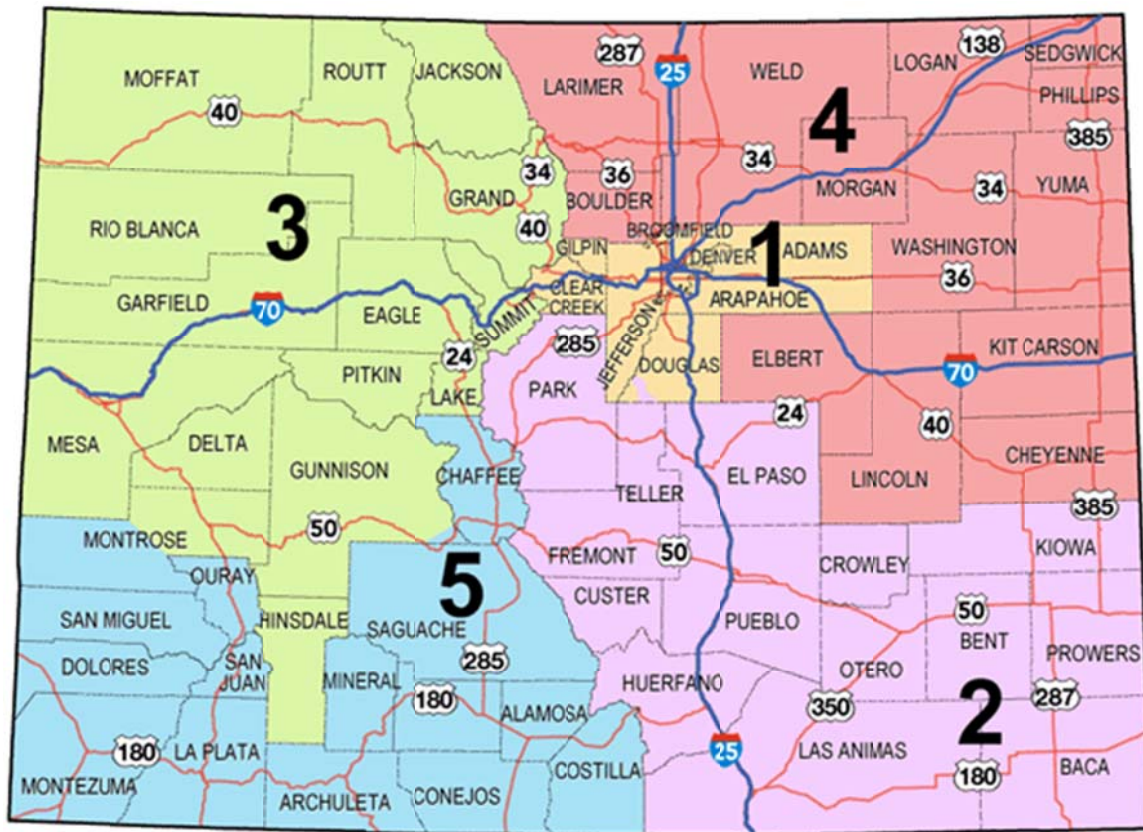 MOFFAT
ROUTT
JACKSON
LARIMER
287
25
WELD
LOGAN
138
SEDGWICK
PHILLIPS
40
4
385
34
36
34
34
YUMA
GRAND
BOULDER
MORGAN
RIO BLANCA
3
40
GILPIN
BROOMFIELD
DENVER
1
ADAMS
WASHINGTON
36
GARFIELD
70
EAGLE
SUMMIT
CLEAR
CREEK
ARAPAHOE
285
JEFFERSON
DOUGLAS
ELBERT
KIT CARSON
70
24
PITKIN
LAKE
PARK
24
40
MESA
DELTA
GUNNISON
CHAFFEE
TELLER
EL PASO
LINCOLN
CHEYENNE
385
MONTROSE
50
FREMONT
50
CROWLEY
KIOWA
OURAY
5
CUSTER
PUEBLO
50
BENT
SAN MIGUEL
HINSDALE
SAGUACHE
285
OTERO
PROWERS
DOLORES
SAN
JUAN
MINERAL
180
HUERFANO
350
2
287
ALAMOSA
180
LA PLATA
25
LAS ANIMAS
180
BACA
MONTEZUMA
ARCHULETA
CONEJOS
COSTILLA